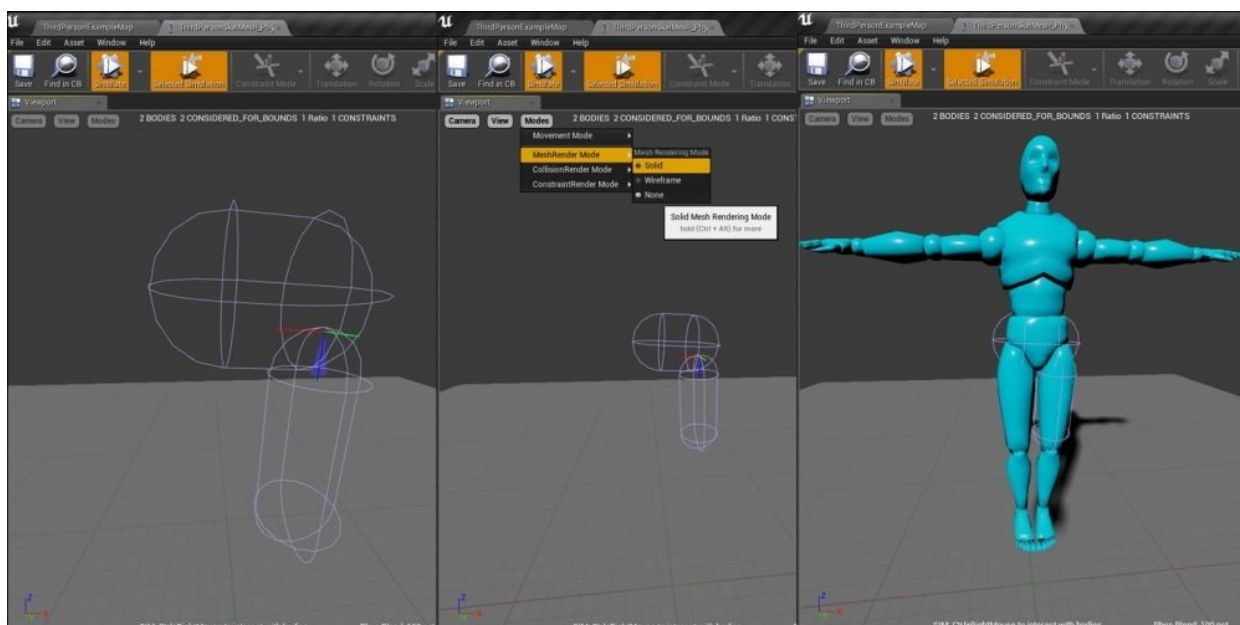 ThirdPersonExampleMap
File Edit Asset Window Help
Save Find in CB Simulate Selected Simulation Constraint Mode Translation Rotation Scale
Viewport
Camera View Modes 2 BODIES 2 CONSIDERED_FOR_BOUNDS 1 Ratio 1 CONSTRAINTS
Z
X
ThirdPersonExampleMap
File Edit Asset Window Help
Save Find in CB Simulate Selected Simulation Constraint Mode Translation Rotation
Viewport
Camera View Modes 2 BODIES 2 CONSIDERED_FOR_BOUNDS 1 Ratio 1 CONST
Movement Mode
MeshRender Mode
CollisionRender Mode
ConstraintRender Mode
Mesh Rendering Mode
Solid
Wireframe
None
Solid Mesh Rendering Mode
hold (Ctrl + Alt) for more
Z
X
ThirdPersonExampleMap
File Edit Asset Window Help
Save Find in CB Simulate Selected Simulation Constraint Mode Translation Rotation Scale
Viewport
Camera View Modes 2 BODIES 2 CONSIDERED_FOR_BOUNDS 1 Ratio 1 CONSTRAINTS
Z
X